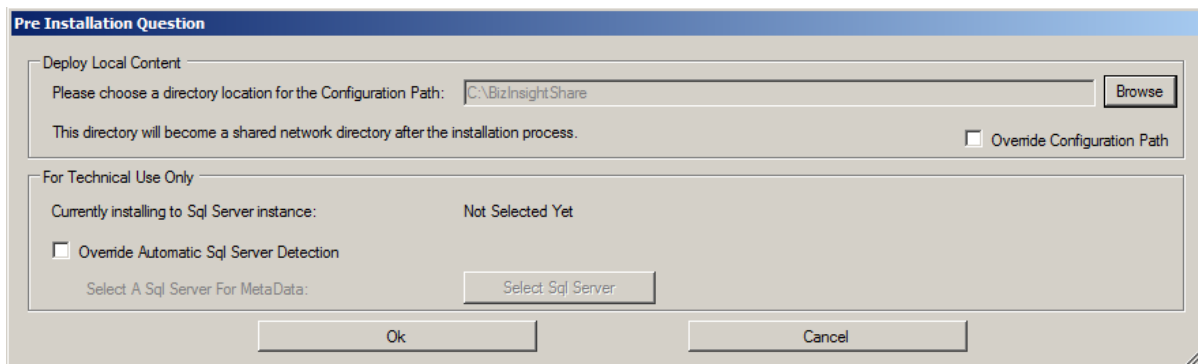 Pre Installation Question
Deploy Local Content
Please choose a directory location for the Configuration Path: C:\BizInsightShare Browse
This directory will become a shared network directory after the installation process.
Override Configuration Path
For Technical Use Only
Currently installing to Sql Server instance: Not Selected Yet
Override Automatic Sql Server Detection
Select A Sql Server For MetaData: Select Sql Server
Ok Cancel